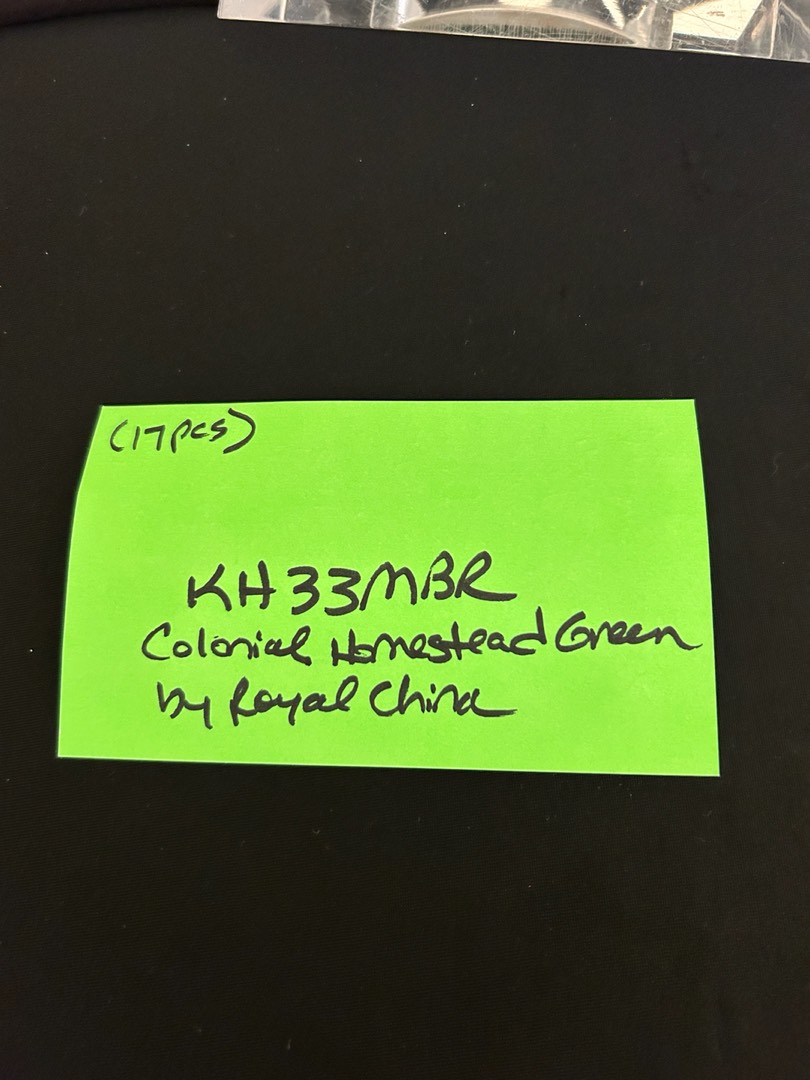 (17pcs)
KH33MBR
Colonial Homestead Green
by Royal China